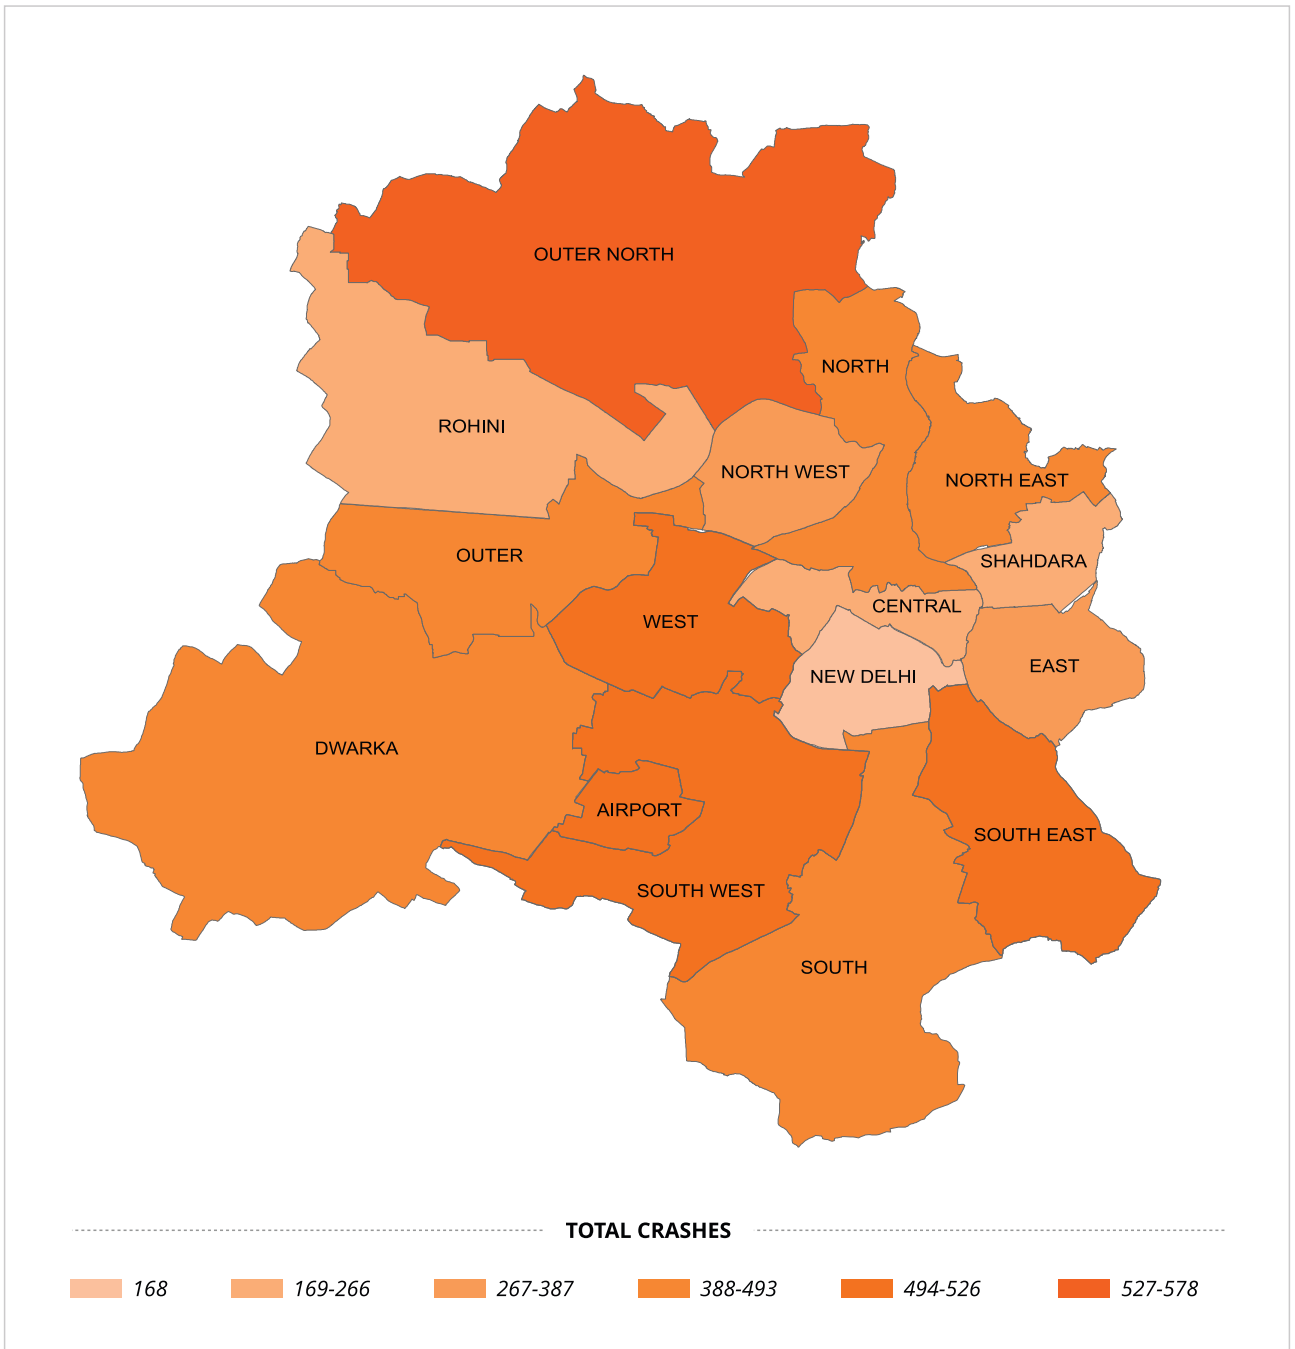 OUTER NORTH
NORTH
ROHINI
NORTH WEST
NORTH EAST
OUTER
SHAHDARA
CENTRAL
WEST
EAST
NEW DELHI
DWARKA
AIRPORT
SOUTH EAST
SOUTH WEST
SOUTH
TOTAL CRASHES
168 169-266 267-387 388-493 494-526 527-578